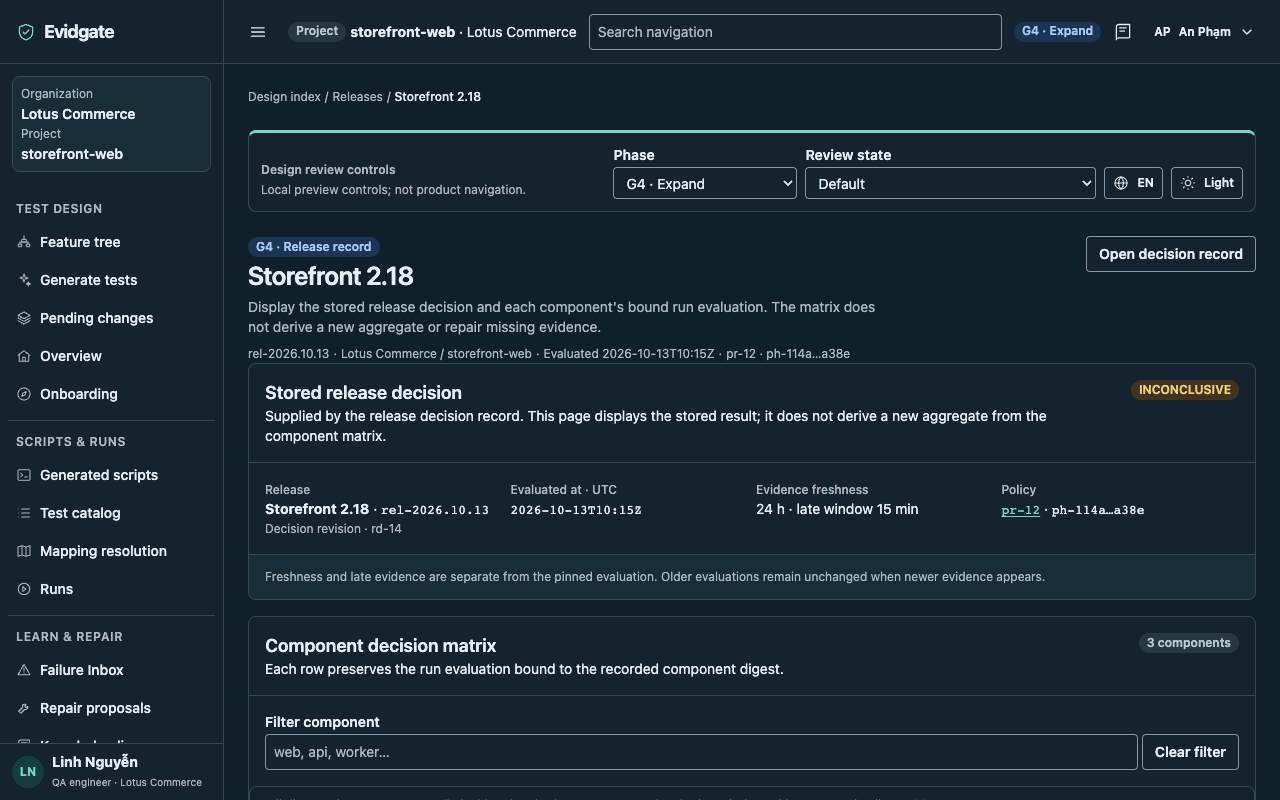 Evidgate
Project storefront-web · Lotus Commerce
Search navigation
G4 · Expand
AP An Phạm
Organization
Lotus Commerce
Project
storefront-web
TEST DESIGN
Feature tree
Generate tests
Pending changes
Overview
Onboarding
SCRIPTS & RUNS
Generated scripts
Test catalog
Mapping resolution
Runs
LEARN & REPAIR
Failure Inbox
Repair proposals
LN
Linh Nguyễn
QA engineer · Lotus Commerce
Design index / Releases / Storefront 2.18
Design review controls
Local preview controls; not product navigation.
Phase
G4 · Expand
Review state
Default
EN
Light
G4 · Release record
Storefront 2.18
Open decision record
Display the stored release decision and each component's bound run evaluation. The matrix does
not derive a new aggregate or repair missing evidence.
rel-2026.10.13 · Lotus Commerce / storefront-web · Evaluated 2026-10-13T10:15Z · pr-12 · ph-114a…a38e
Stored release decision
INCONCLUSIVE
Supplied by the release decision record. This page displays the stored result; it does not derive a new aggregate from the
component matrix.
Release
Storefront 2.18 · rel-2026.10.13
Decision revision · rd-14
Evaluated at · UTC
2026-10-13T10:15Z
Evidence freshness
24 h · late window 15 min
Policy
pr-12 · ph-114a…a38e
Freshness and late evidence are separate from the pinned evaluation. Older evaluations remain unchanged when newer evidence appears.
Component decision matrix
3 components
Each row preserves the run evaluation bound to the recorded component digest.
Filter component
web, api, worker…
Clear filter